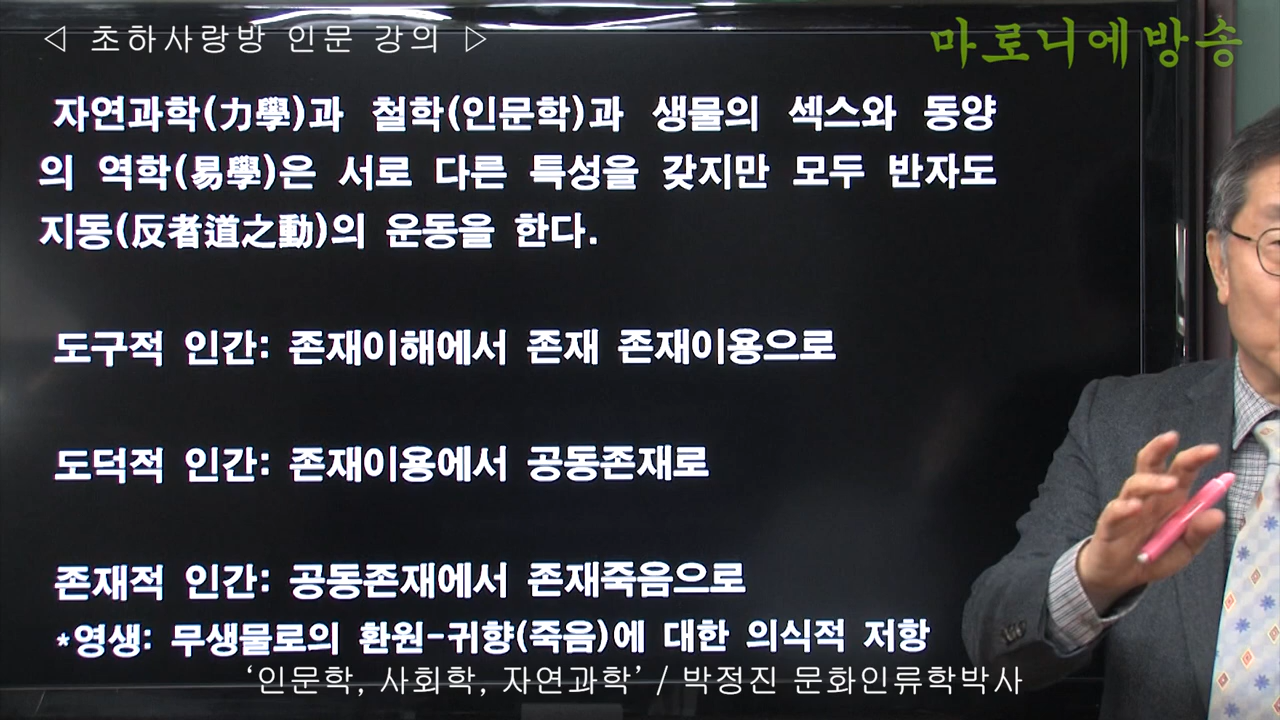 ◁ 초하사랑방 인문 강의 ▷
마로니에방송
자연과학(力學)과 철학(인문학)과 생물의 섹스와 동양
의 역학(易學)은 서로 다른 특성을 갖지만 모두 반자도
지동(反者道之動)의 운동을 한다.
도구적 인간: 존재이해에서 존재 존재이용으로
도덕적 인간: 존재이용에서 공동존재로
존재적 인간: 공동존재에서 존재죽음으로
*영생: 무생물로의 환원-귀향(죽음)에 대한 의식적 저항
‘인문학, 사회학, 자연과학’ / 박정진 문화인류학박사